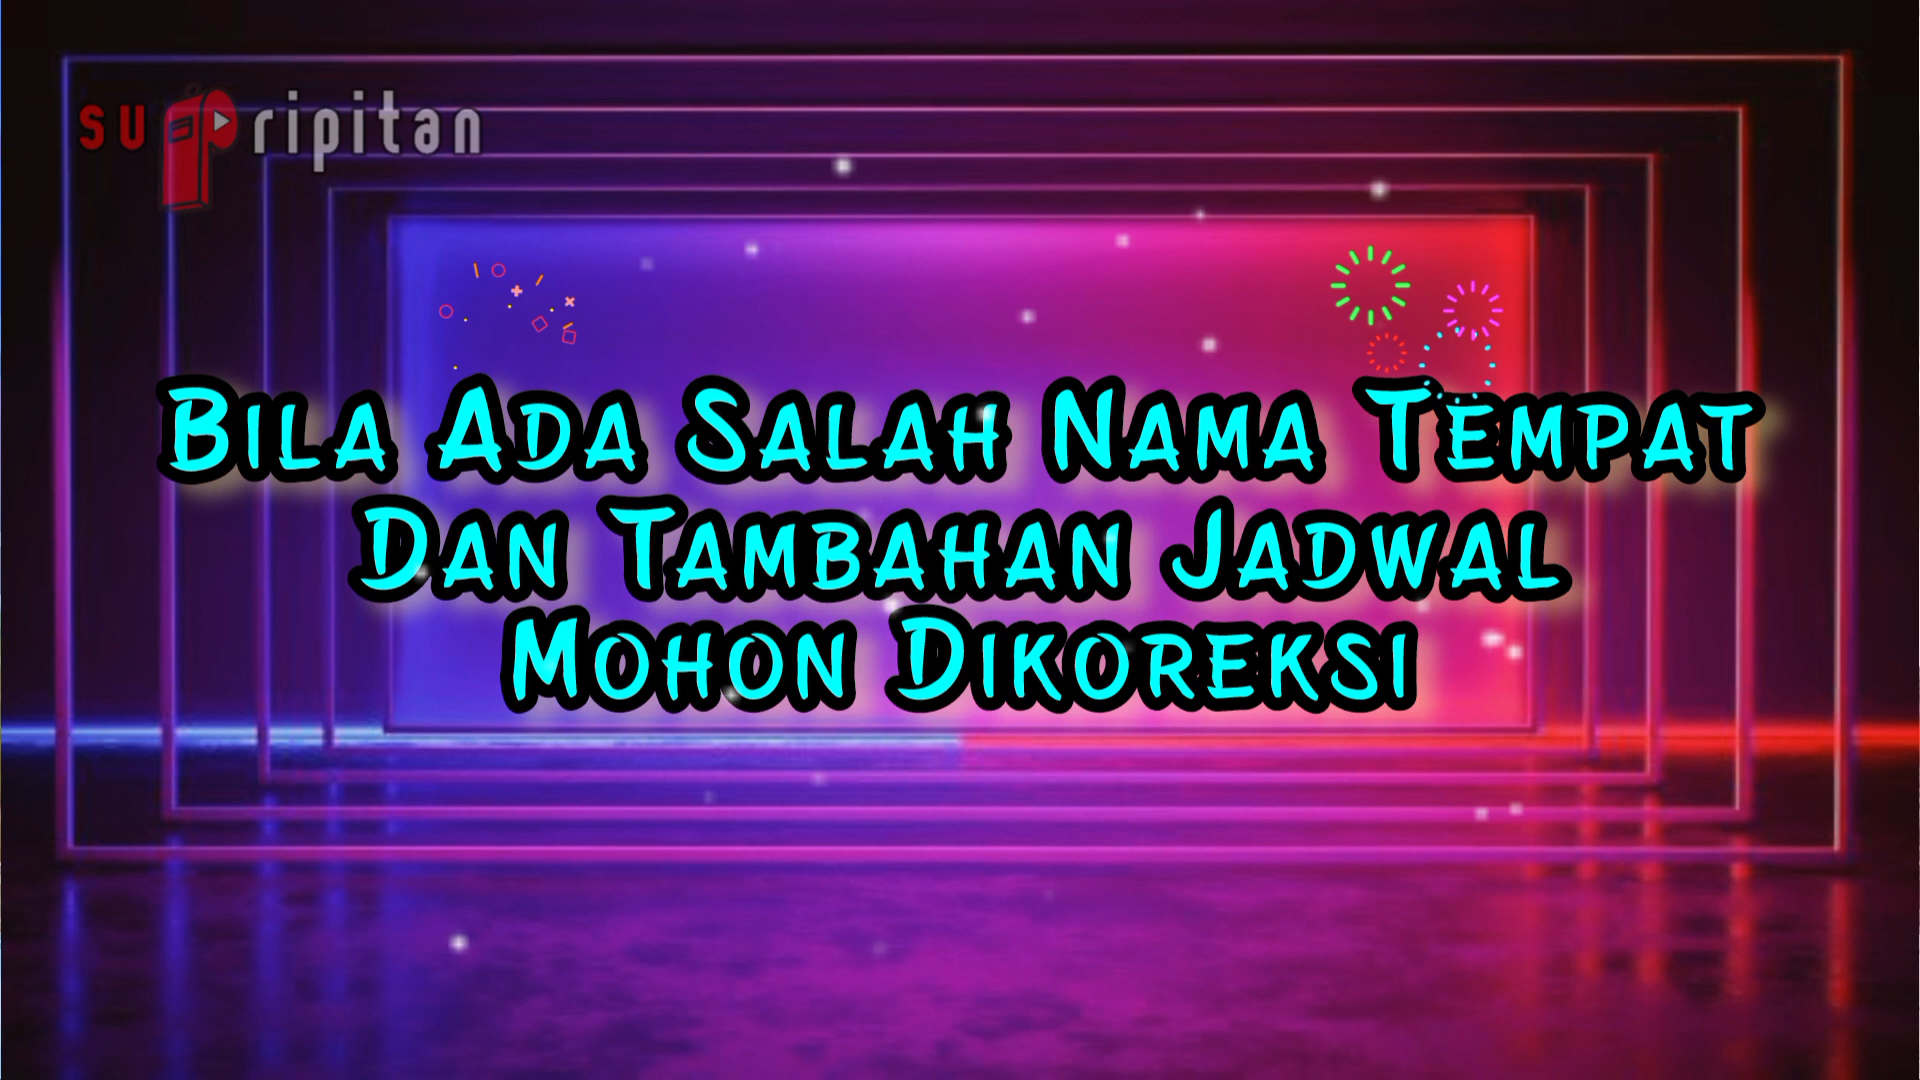 supripitan
Bila Ada Salah Nama Tempat
Dan Tambahan Jadwal
Mohon Dikoreksi